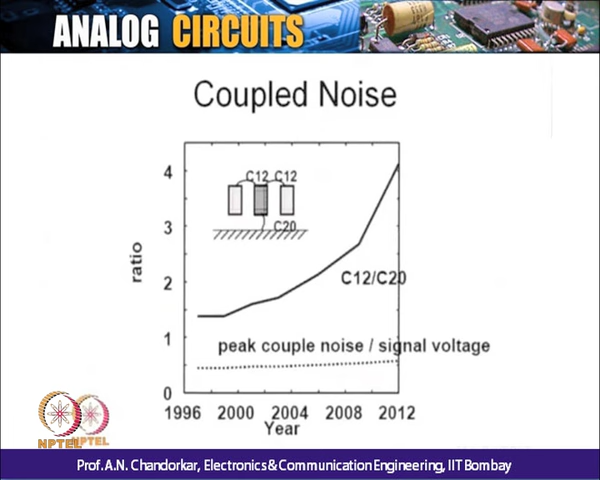 ANALOG CIRCUITS
Coupled Noise
4
C12 C12
3
C20
ratio
2
C12/C20
1
peak couple noise / signal voltage
0
1996 2000 2004 2008 2012
Year
NPTEL NPTEL
Prof. A.N. Chandorkar, Electronics & Communication Engineering, IIT Bombay